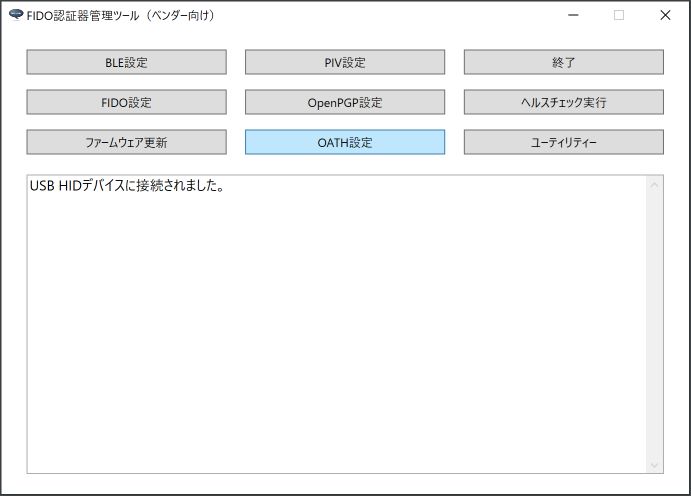 FIDO認証器管理ツール（ベンダー向け）
BLE設定 PIV設定 終了
FIDO設定 OpenPGP設定 ヘルスチェック実行
ファームウェア更新 OATH設定 ユーティリティー
USB HIDデバイスに接続されました。